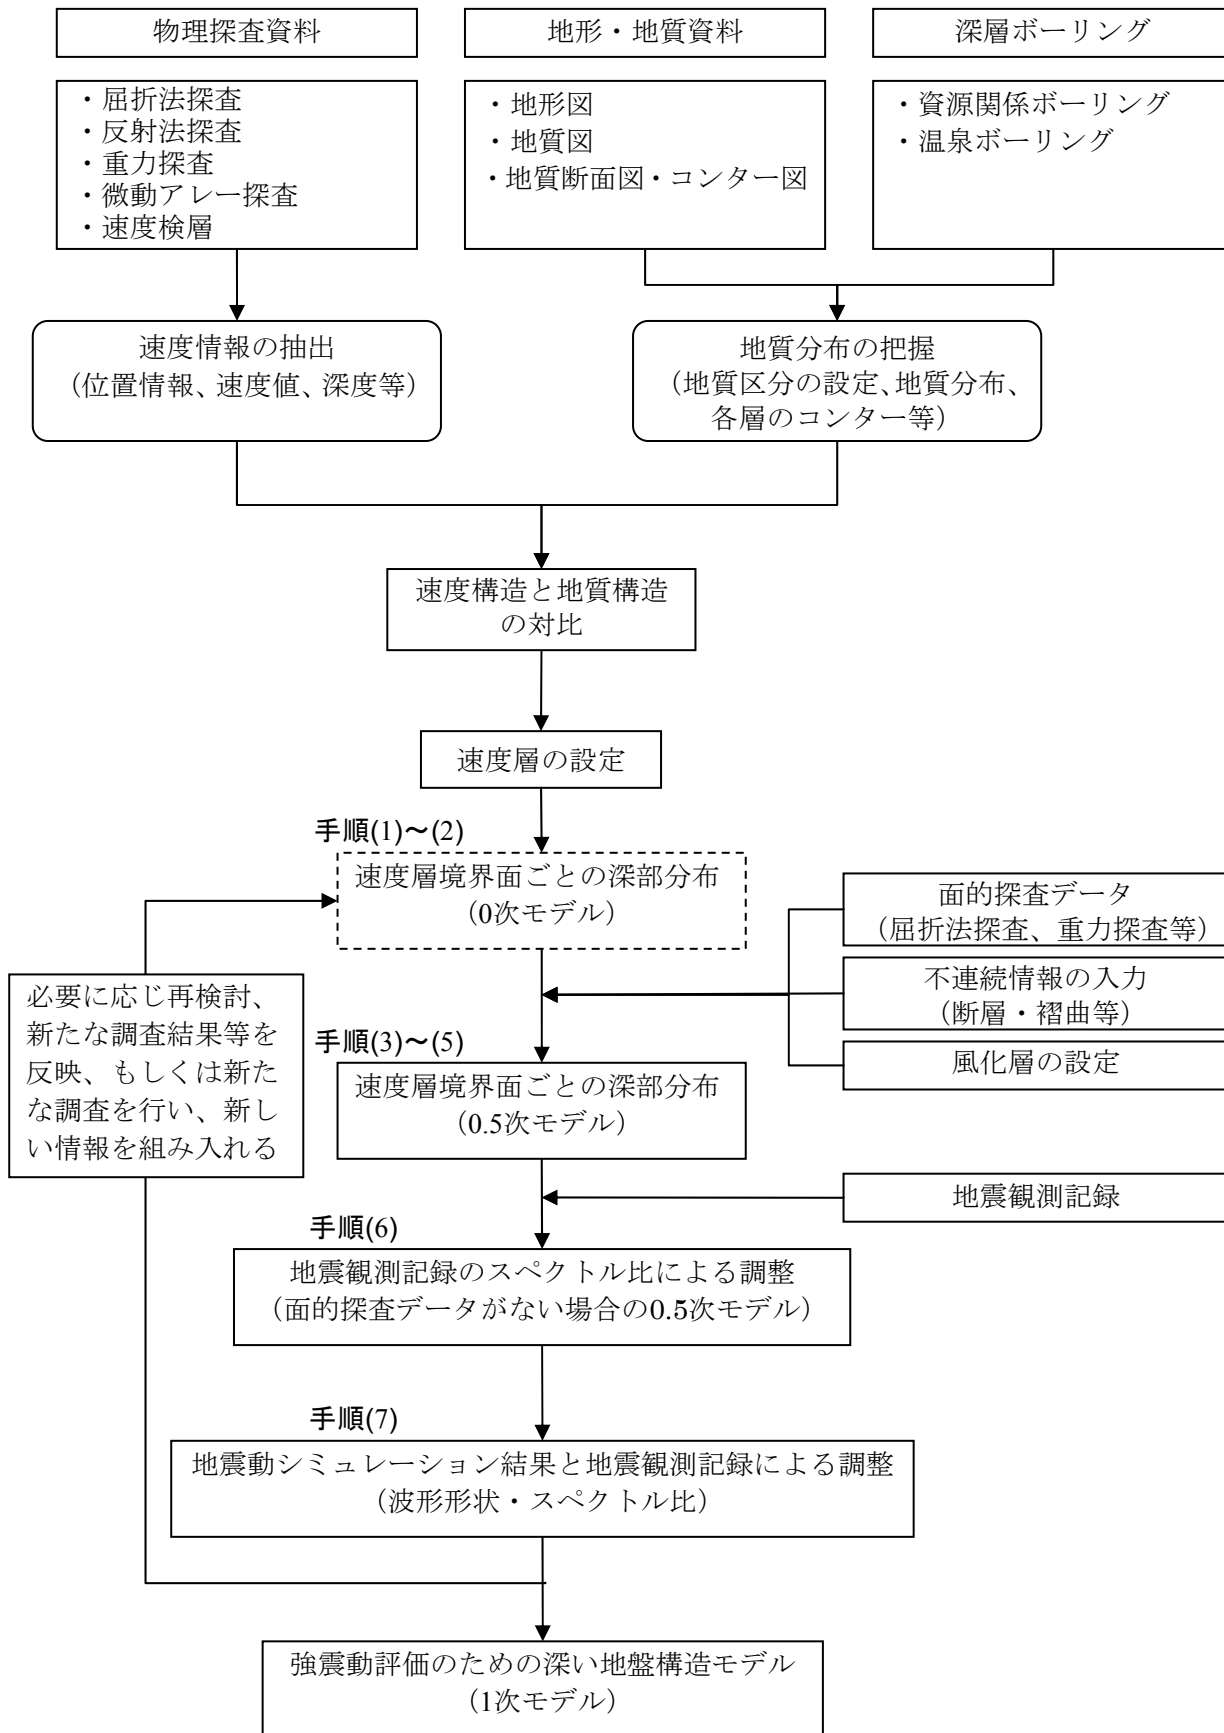 物理探査資料
地形・地質資料
深層ボーリング
・屈折法探査
・反射法探査
・重力探査
・微動アレー探査
・速度検層
・地形図
・地質図
・地質断面図・コンター図
・資源関係ボーリング
・温泉ボーリング
速度情報の抽出
（位置情報、速度値、深度等）
地質分布の把握
（地質区分の設定、地質分布、
各層のコンター等）
速度構造と地質構造
の対比
速度層の設定
手順(1)～(2)
速度層境界面ごとの深部分布
（0次モデル）
面的探査データ
（屈折法探査、重力探査等）
不連続情報の入力
（断層・褶曲等）
風化層の設定
必要に応じ再検討、
新たな調査結果等を
反映、もしくは新た
な調査を行い、新し
い情報を組み入れる
手順(3)～(5)
速度層境界面ごとの深部分布
（0.5次モデル）
地震観測記録
手順(6)
地震観測記録のスペクトル比による調整
（面的探査データがない場合の0.5次モデル）
手順(7)
地震動シミュレーション結果と地震観測記録による調整
（波形形状・スペクトル比）
強震動評価のための深い地盤構造モデル
（1次モデル）